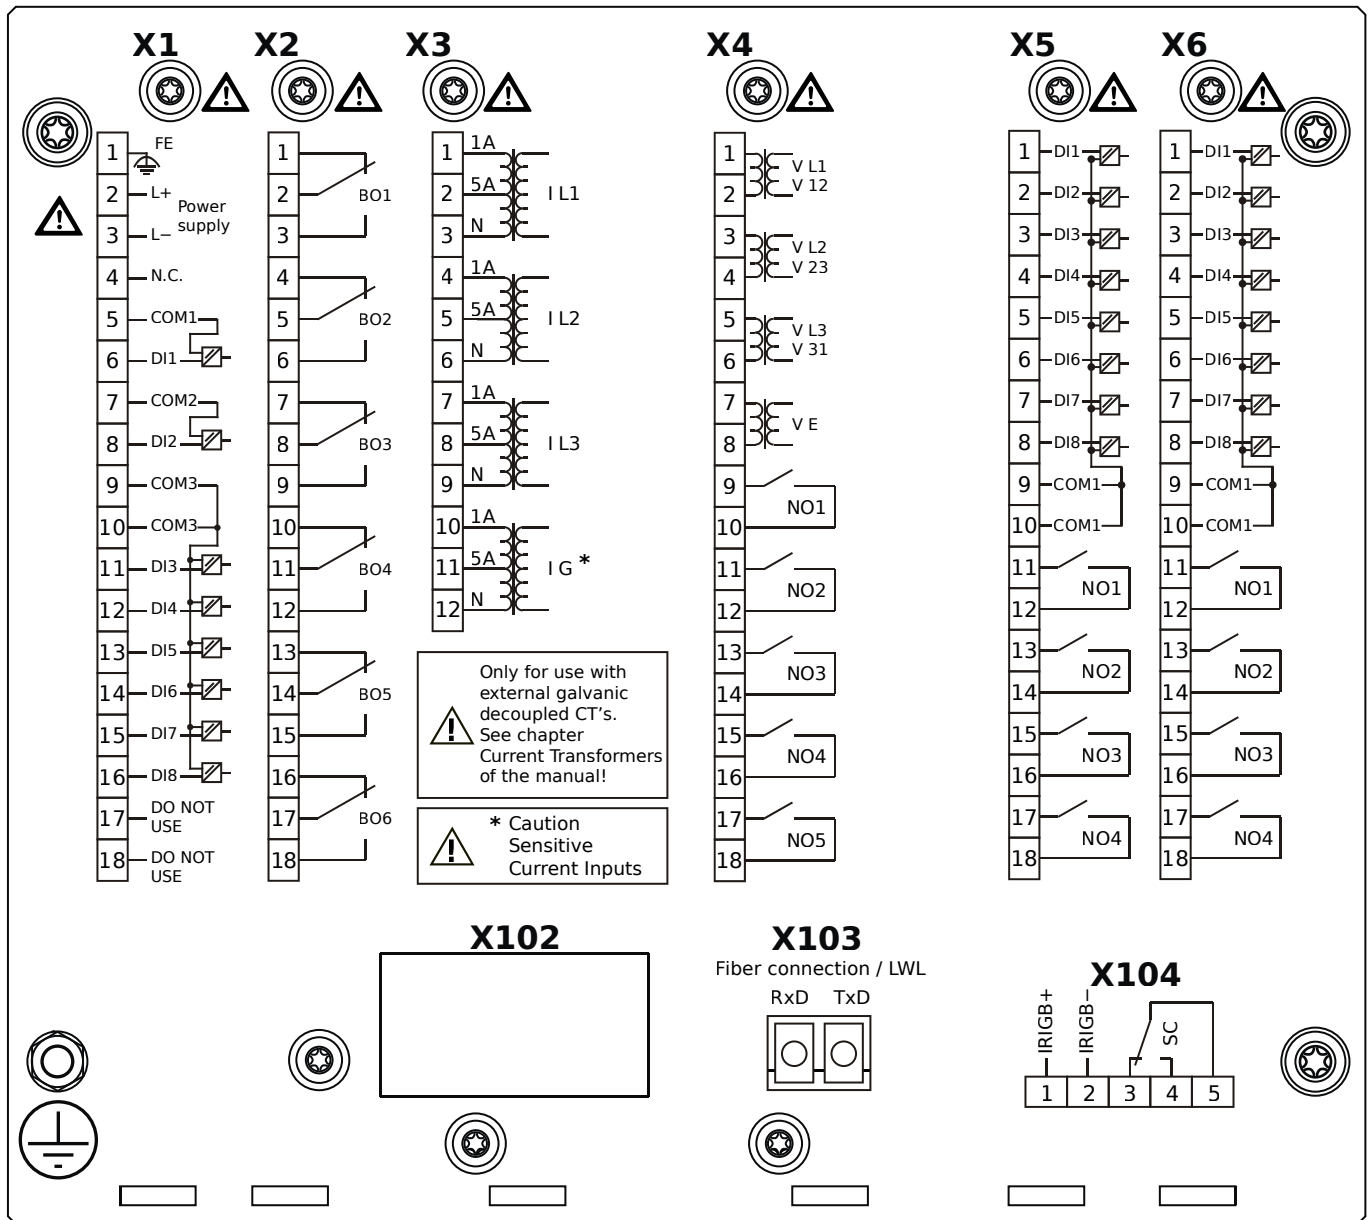 X1 X2 X3 X4 X5 X6
1 FE
2 L+
Power
supply
3 L−
4 N.C.
5 COM1
6 DI1
7 COM2
8 DI2
9 COM3
10 COM3
11 DI3
12 DI4
13 DI5
14 DI6
15 DI7
16 DI8
17 DO NOT
USE
18 DO NOT
USE
1
2 BO1
3
4
5 BO2
6
7
8 BO3
9
10
11 BO4
12
13
14 BO5
15
16
17 BO6
18
1 1A
2 5A I L1
3 N
4 1A
5 5A I L2
6 N
7 1A
8 5A I L3
9 N
10 1A
11 5A I G *
12 N
Only for use with
external galvanic
decoupled CT's.
See chapter
Current Transformers
of the manual!
* Caution
Sensitive
Current Inputs
1 V L1
2 V 12
3 V L2
4 V 23
5 V L3
6 V 31
7
V E
8
9
NO1
10
11
NO2
12
13
NO3
14
15
NO4
16
17
NO5
18
1 DI1
2 DI2
3 DI3
4 DI4
5 DI5
6 DI6
7 DI7
8 DI8
9 COM1
10 COM1
11
NO1
12
13
NO2
14
15
NO3
16
17
NO4
18
1 DI1
2 DI2
3 DI3
4 DI4
5 DI5
6 DI6
7 DI7
8 DI8
9 COM1
10 COM1
11
NO1
12
13
NO2
14
15
NO3
16
17
NO4
18
X102
X103
Fiber connection / LWL
RxD TxD
X104
IRIGB+
IRIGB−
SC
1 2 3 4 5